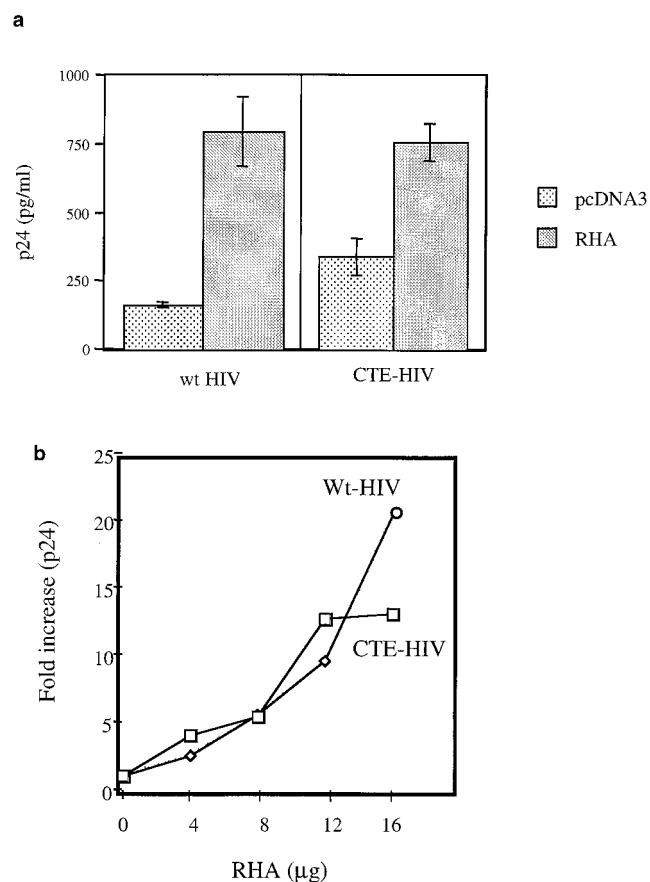 a
1000
750
500
250
0
p24 (pg/ml)
wt HIV
CTE-HIV
pcDNA3
RHA
b
25
20
15
10
5
0
Fold increase (p24)
Wt-HIV
CTE-HIV
0 4 8 12 16
RHA (µg)